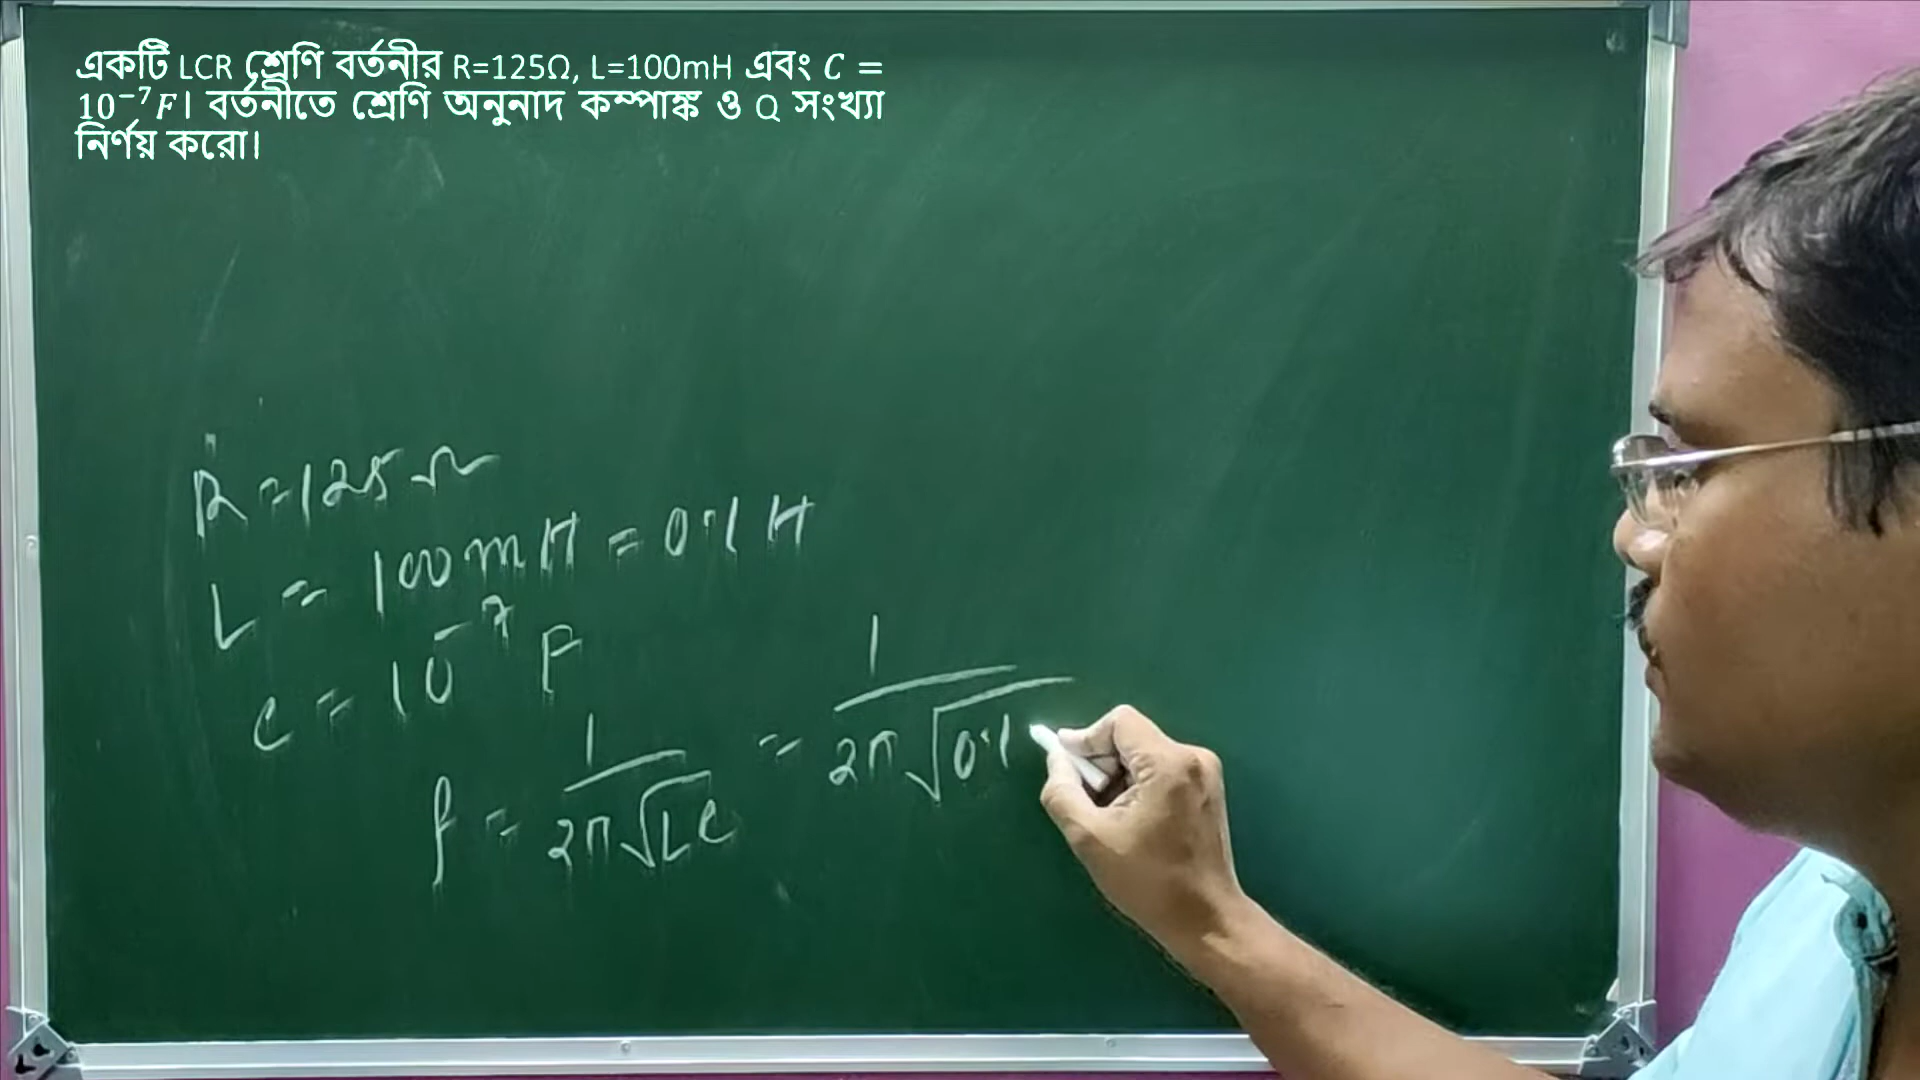 একটি LCR শ্রেণি বর্তনীর R=125Ω, L=100mH এবং C =
10⁻⁷F। বর্তনীতে শ্রেণি অনুনাদ কম্পাঙ্ক ও Q সংখ্যা
নির্ণয় করো।
R = 125 Ω
L = 100 mH = 0.1 H
C = 10⁻⁷ F
f = 1/2π√LC = 1/2π√0.1